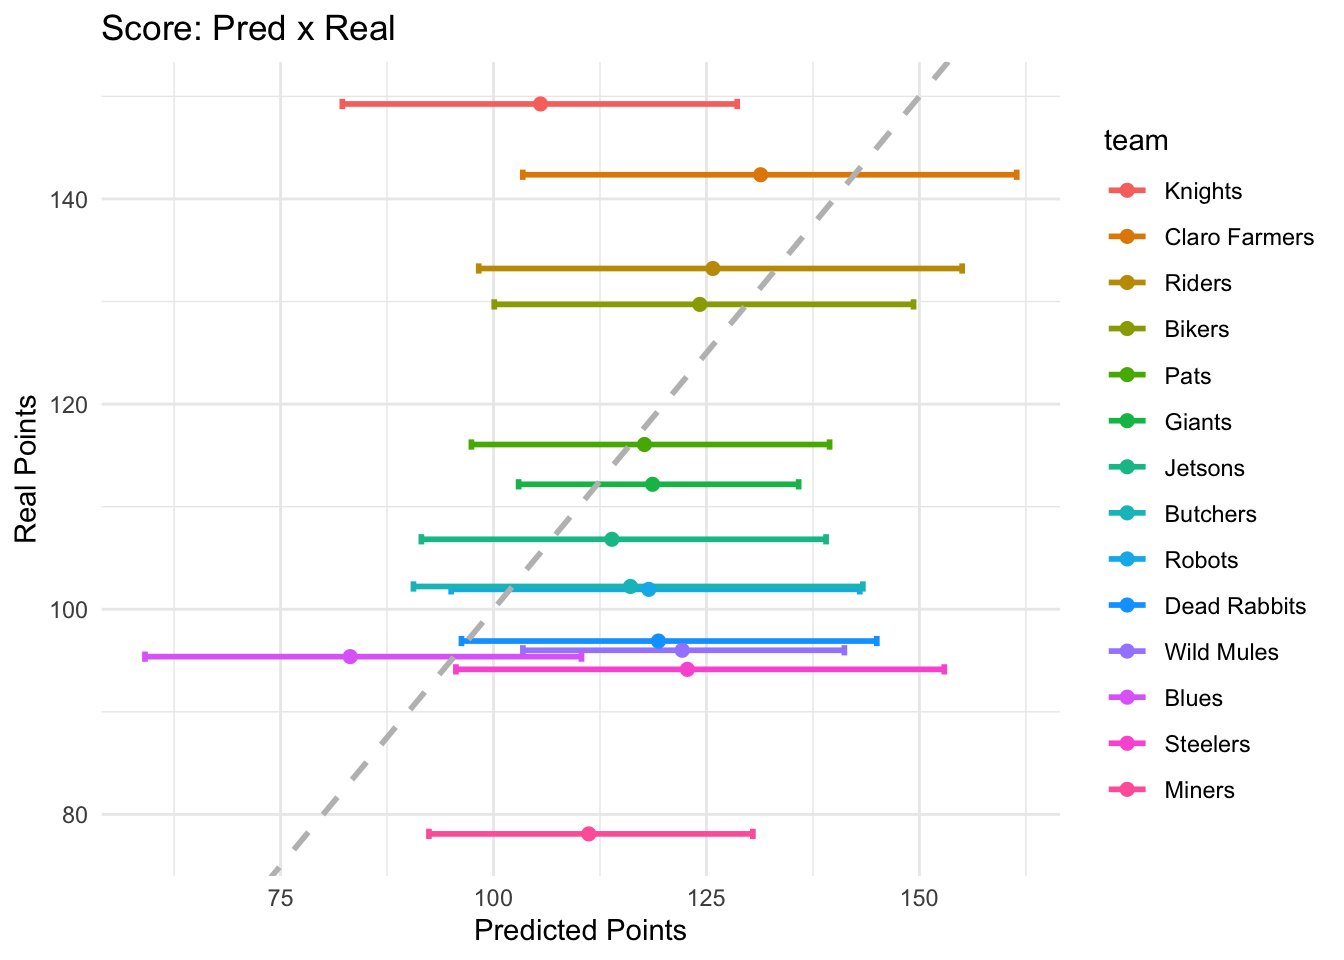 Score: Pred x Real
Real Points
140
120
100
80
75
100
125
150
Predicted Points
team
Knights
Claro Farmers
Riders
Bikers
Pats
Giants
Jetsons
Butchers
Robots
Dead Rabbits
Wild Mules
Blues
Steelers
Miners